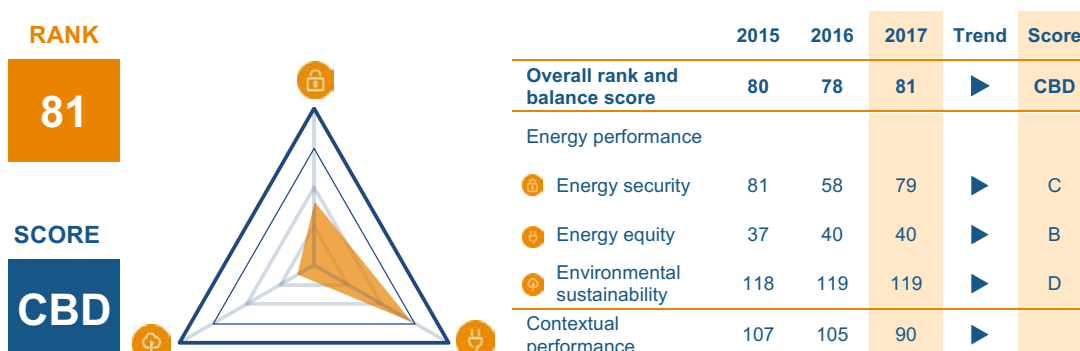 RANK
81
SCORE
CBD
2015 2016 2017 Trend Score
Overall rank and
balance score 80 78 81 CBD
Energy performance
Energy security 81 58 79 C
Energy equity 37 40 40 B
Environmental
sustainability 118 119 119 D
Contextual
performance 107 105 90